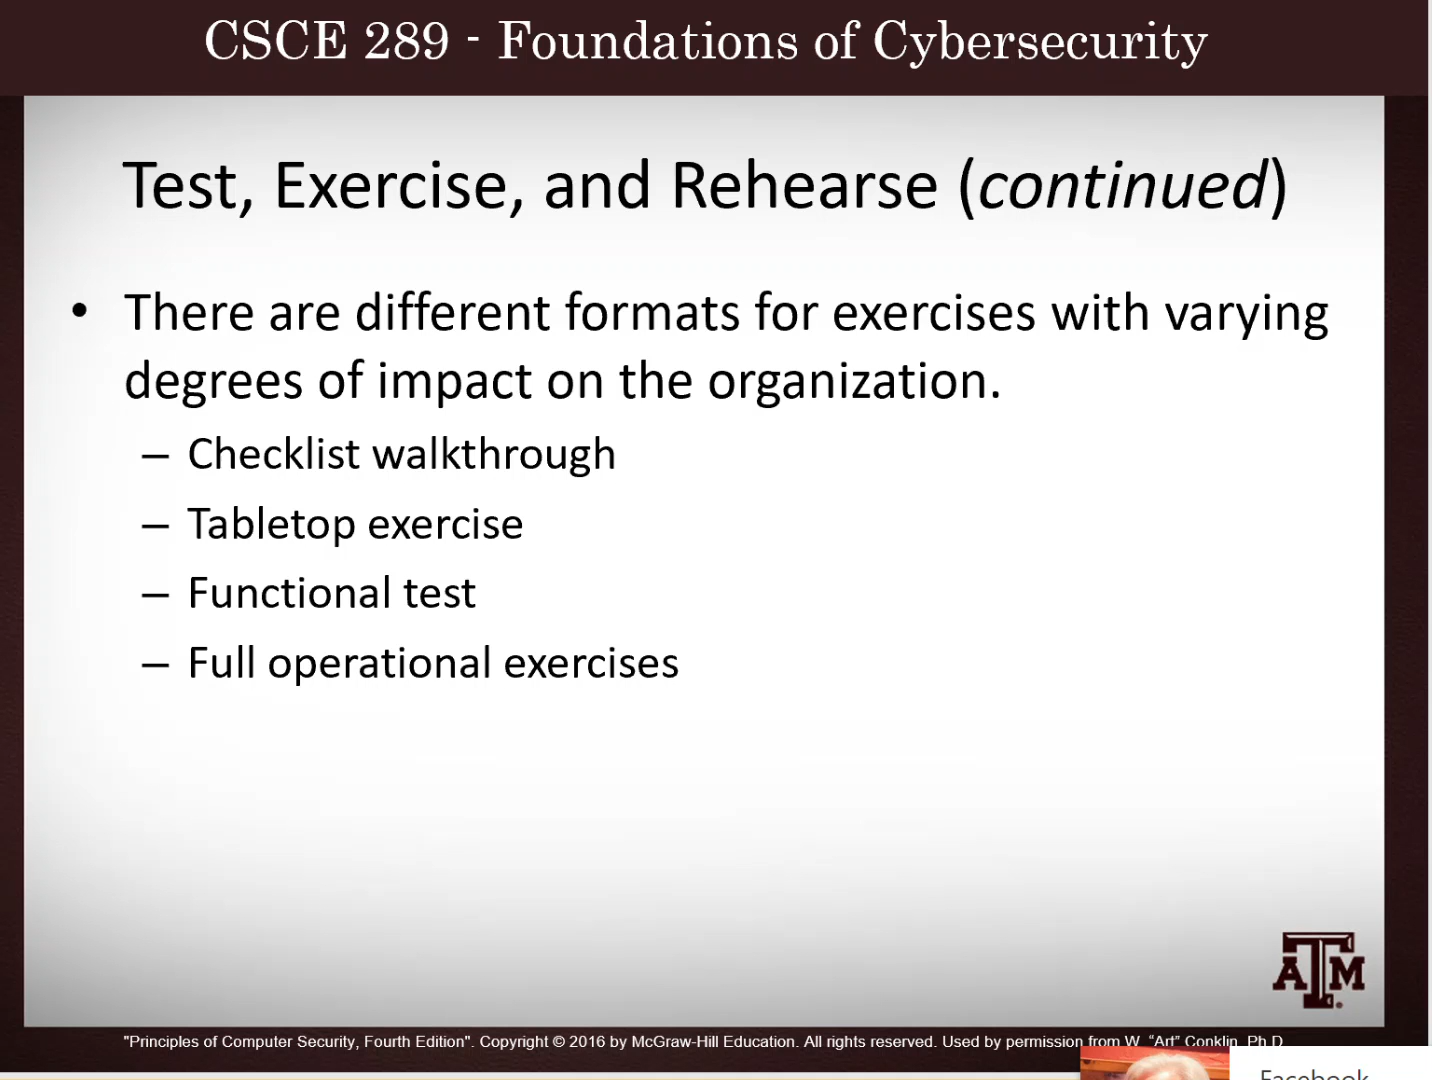 CSCE 289 - Foundations of Cybersecurity
Test, Exercise, and Rehearse (continued)
• There are different formats for exercises with varying
degrees of impact on the organization.
– Checklist walkthrough
– Tabletop exercise
– Functional test
– Full operational exercises
ATM
"Principles of Computer Security, Fourth Edition". Copyright © 2016 by McGraw-Hill Education. All rights reserved. Used by permission from W. “Art” Conklin, Ph.D
Facebook